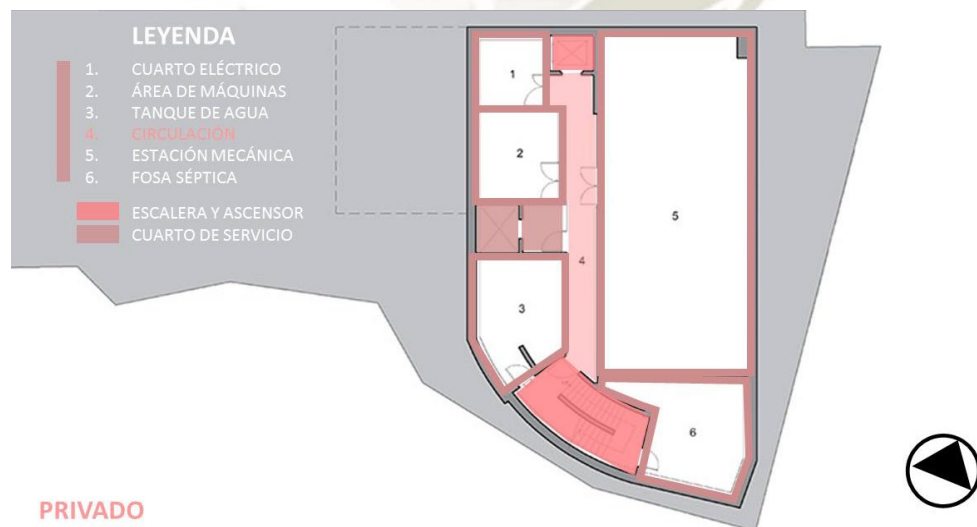 LEYENDA
1. CUARTO ELÉCTRICO
2. ÁREA DE MÁQUINAS
3. TANQUE DE AGUA
4. CIRCULACIÓN
5. ESTACIÓN MECÁNICA
6. FOSA SÉPTICA
ESCALERA Y ASCENSOR
CUARTO DE SERVICIO
1
2
5
4
3
6
PRIVADO